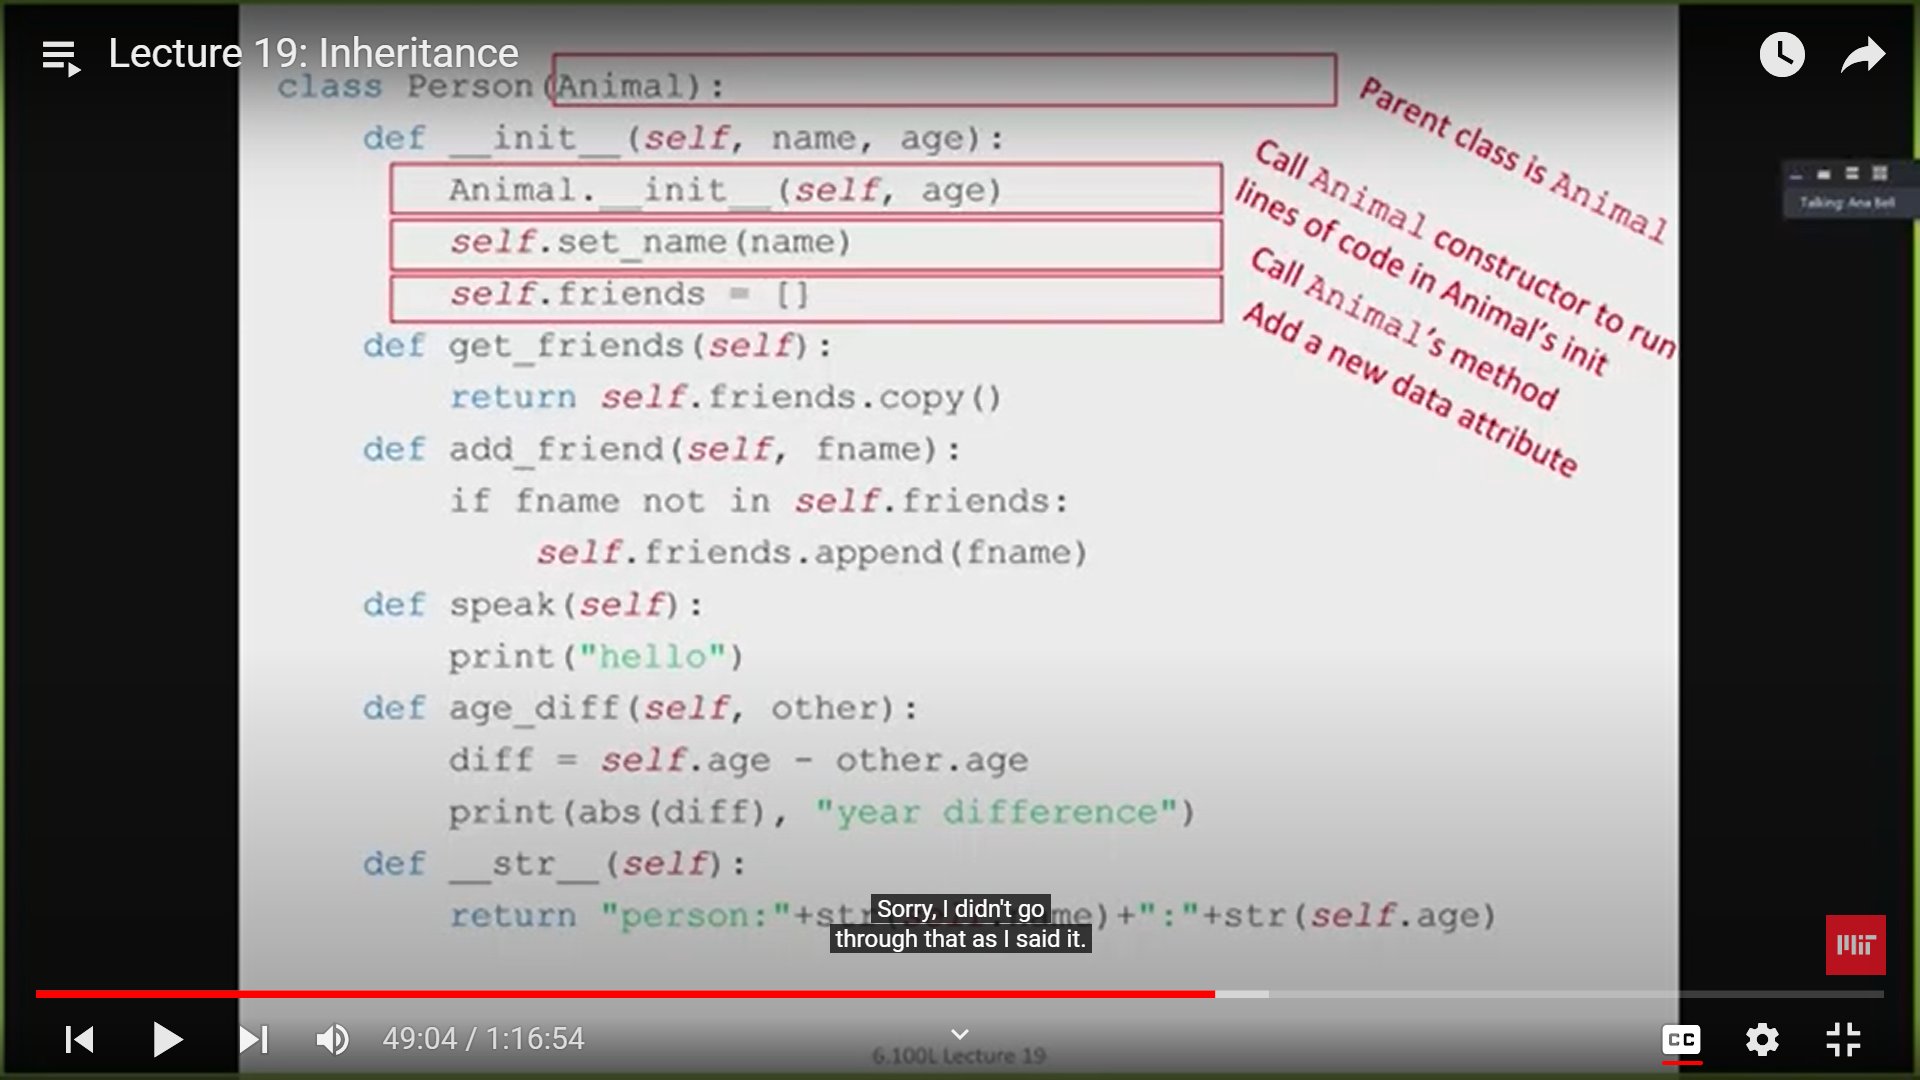 Lecture 19: Inheritance
class Person(Animal):
def __init__(self, name, age):
Animal.__init__(self, age)
self.set_name(name)
self.friends = []
def get_friends(self):
return self.friends.copy()
def add_friend(self, fname):
if fname not in self.friends:
self.friends.append(fname)
def speak(self):
print("hello")
def age_diff(self, other):
diff = self.age - other.age
print(abs(diff), "year difference")
def __str__(self):
return "person:"+str( me)+":"+str(self.age)
Parent class is Animal
Call Animal constructor to run
lines of code in Animal's init
Call Animal's method
Add a new data attribute
Talking: Ana Bell
Sorry, I didn't go
through that as I said it.
MIT
49:04 / 1:16:54
CC
6.100L Lecture 19